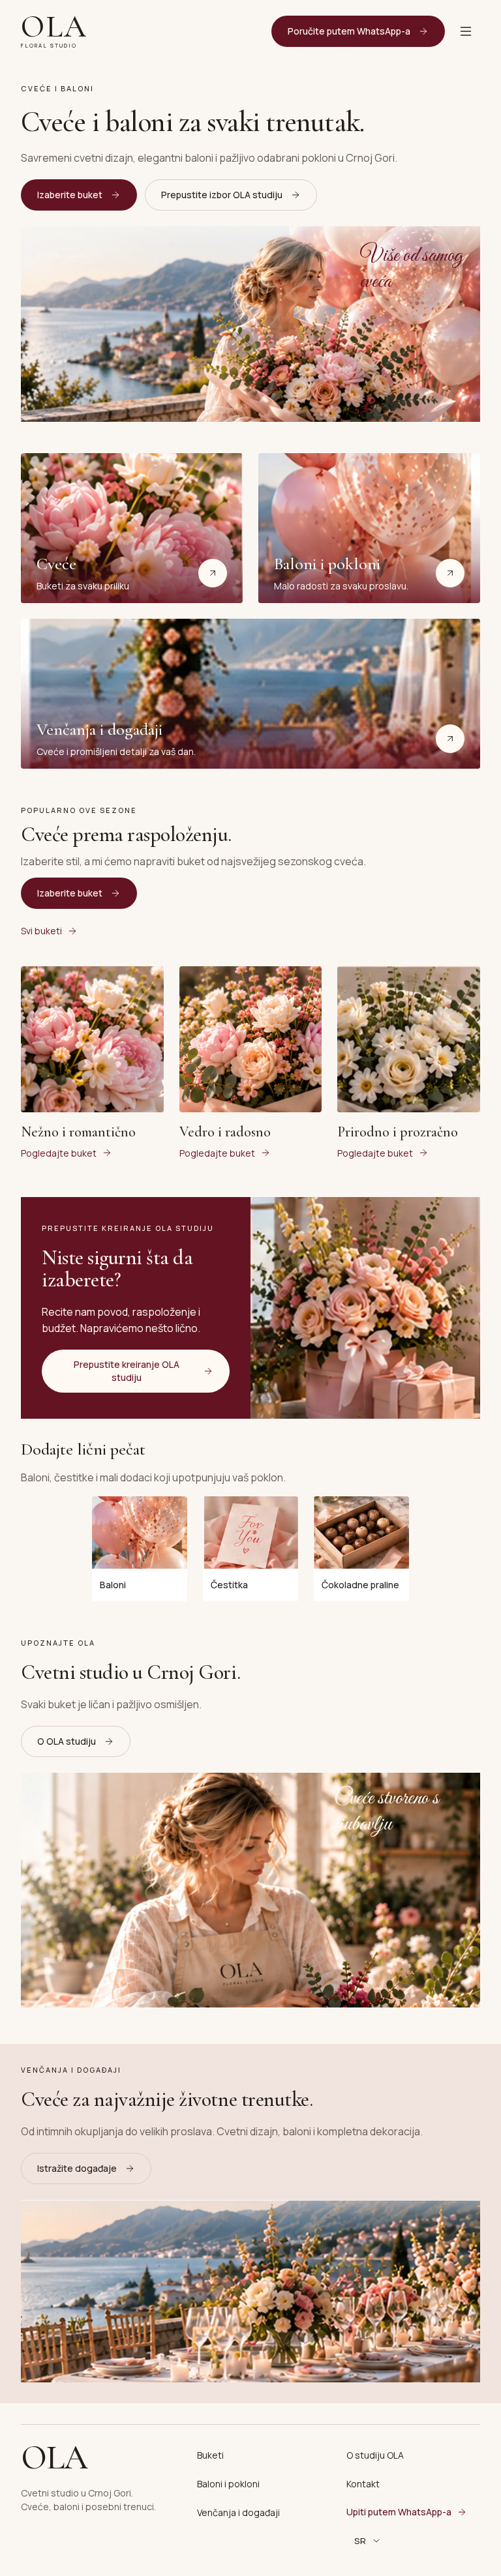 OLA
FLORAL STUDIO
Poručite putem WhatsApp-a
CVEĆE I BALONI
Cveće i baloni za svaki trenutak.
Savremeni cvetni dizajn, elegantni baloni i pažljivo odabrani pokloni u Crnoj Gori.
Izaberite buket
Prepustite izbor OLA studiju
Više od samog
cveća
Cveće
Buketi za svaku priliku
Baloni i pokloni
Malo radosti za svaku proslavu.
Venčanja i događaji
Cveće i promišljeni detalji za vaš dan.
POPULARNO OVE SEZONE
Cveće prema raspoloženju.
Izaberite stil, a mi ćemo napraviti buket od najsvežijeg sezonskog cveća.
Izaberite buket
Svi buketi
Nežno i romantično
Pogledajte buket
Vedro i radosno
Pogledajte buket
Prirodno i prozračno
Pogledajte buket
PREPUSTITE KREIRANJE OLA STUDIJU
Niste sigurni šta da
izaberete?
Recite nam povod, raspoloženje i
budžet. Napravićemo nešto lično.
Prepustite kreiranje OLA
studiju
Dodajte lični pečat
Baloni, čestitke i mali dodaci koji upotpunjuju vaš poklon.
For
You
Baloni
Čestitka
Čokoladne praline
UPOZNAJTE OLA
Cvetni studio u Crnoj Gori.
Svaki buket je ličan i pažljivo osmišljen.
O OLA studiju
Cveće stvoreno s
ljubavlju
OLA
FLORAL STUDIO
VENČANJA I DOGAĐAJI
Cveće za najvažnije životne trenutke.
Od intimnih okupljanja do velikih proslava. Cvetni dizajn, baloni i kompletna dekoracija.
Istražite događaje
OLA
Cvetni studio u Crnoj Gori.
Cveće, baloni i posebni trenuci.
Buketi
Baloni i pokloni
Venčanja i događaji
O studiju OLA
Kontakt
Upiti putem WhatsApp-a
SR